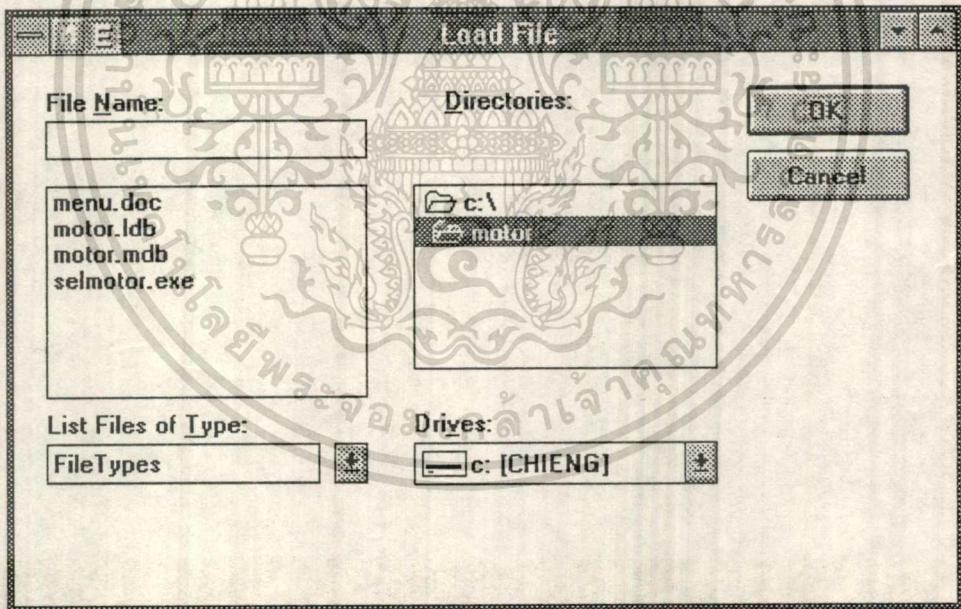 Load File
File Name:
Directories:
OK
Cancel
menu.doc
motor.ldb
motor.mdb
selmotor.exe
c:\
motor
List Files of Type:
FileTypes
Drives:
c: [CHIENG]